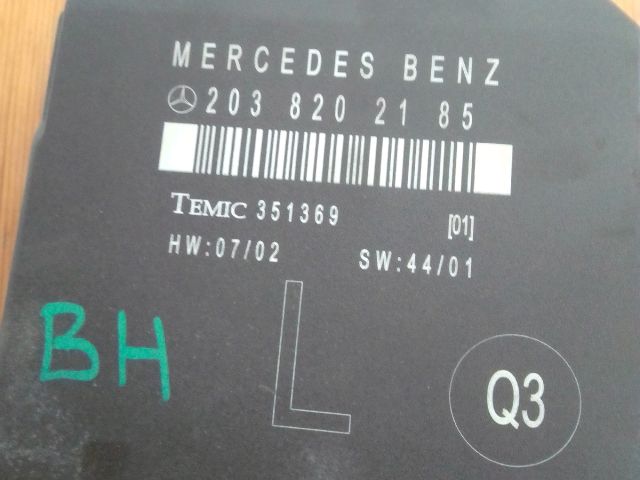 MERCEDES BENZ
203 820 21 85
TEMIC 351369 [01]
HW:07/02 SW:44/01
BH
L
Q3